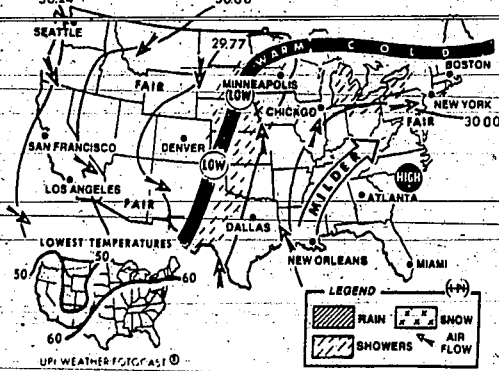 30.00
SEATTLE
29.77
WARM COLD
BOSTON
FAIR
MINNEAPOLIS
LOW
CHICAGO
NEW YORK
FAIR
30.00
SAN FRANCISCO
DENVER
LOW
HIGH
LOS ANGELES
MILDER
ATLANTA
FAIR
DALLAS
LOWEST TEMPERATURES
NEW ORLEANS
MIAMI
50
50
60
60
LEGEND
RAIN
SNOW
SHOWERS
AIR
FLOW
UPI WEATHER FOTOCAST ®